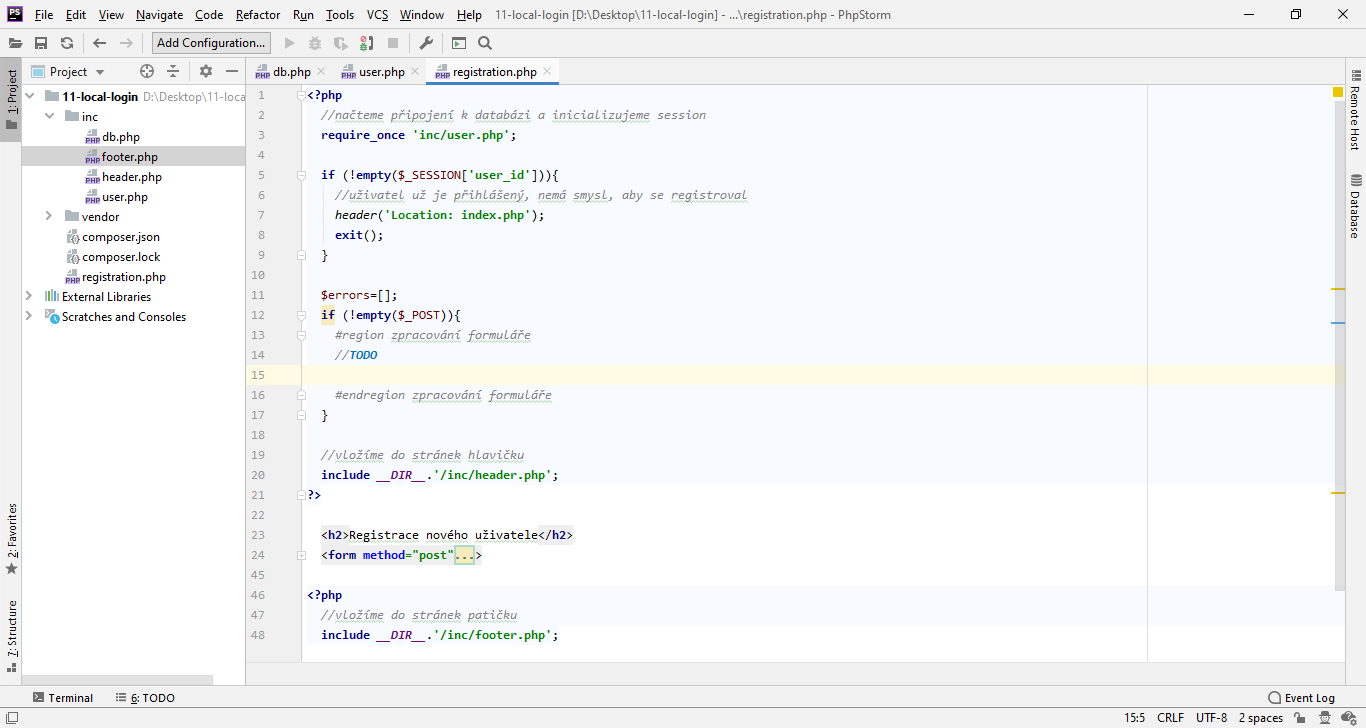 PS File Edit View Navigate Code Refactor Run Tools VCS Window Help 11-local-login [D:\Desktop\11-local-login] - ...\registration.php - PhpStorm
Add Configuration...
1: Project
Project
db.php
user.php
registration.php
11-local-login D:\Desktop\11-loca
inc
PHP db.php
PHP footer.php
PHP header.php
PHP user.php
vendor
composer.json
composer.lock
PHP registration.php
External Libraries
Scratches and Consoles
2: Favorites
7: Structure
1 <?php
2 //načteme připojení k databázi a inicializujeme session
3 require_once 'inc/user.php';
4
5 if (!empty($_SESSION['user_id'])){
6 //uživatel už je přihlášený, nemá smysl, aby se registroval
7 header('Location: index.php');
8 exit();
9 }
10
11 $errors=[];
12 if (!empty($_POST)){
13 #region zpracování formuláře
14 //TODO
15
16 #endregion zpracování formuláře
17 }
18
19 //vložíme do stránek hlavičku
20 include __DIR__.'/inc/header.php';
21 ?>
22
23 <h2>Registrace nového uživatele</h2>
24 <form method="post"...>
45
46 <?php
47 //vložíme do stránek patičku
48 include __DIR__.'/inc/footer.php';
Remote Host
Database
Terminal
6: TODO
Event Log
15:5 CRLF UTF-8 2 spaces